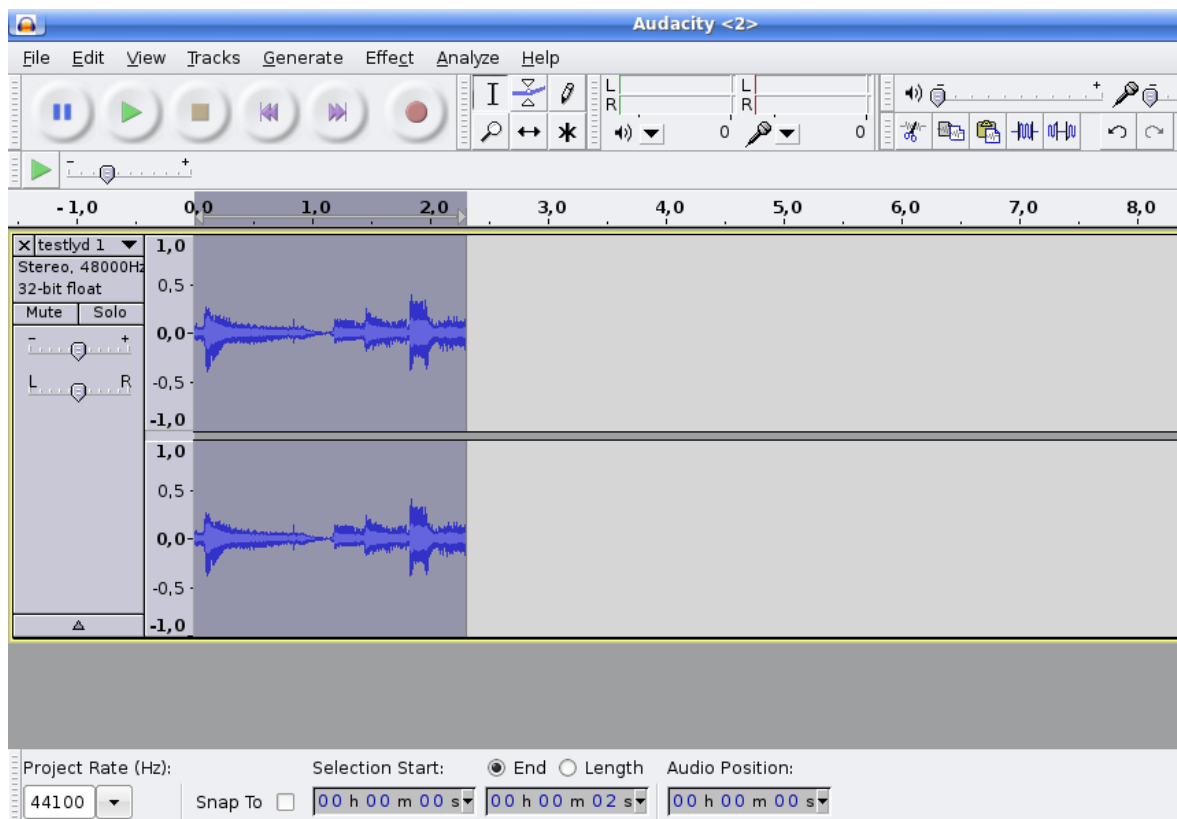 Audacity <2>
File Edit View Tracks Generate Effect Analyze Help
L
R
L
R
0
0
- +
- +
- 1,0 0,0 1,0 2,0 3,0 4,0 5,0 6,0 7,0 8,0
testlyd 1
Stereo, 48000Hz
32-bit float
Mute Solo
- +
L R
1,0
0,5
0,0
-0,5
-1,0
1,0
0,5
0,0
-0,5
-1,0
Project Rate (Hz): Selection Start: End Length Audio Position:
44100 Snap To 00 h 00 m 00 s 00 h 00 m 02 s 00 h 00 m 00 s